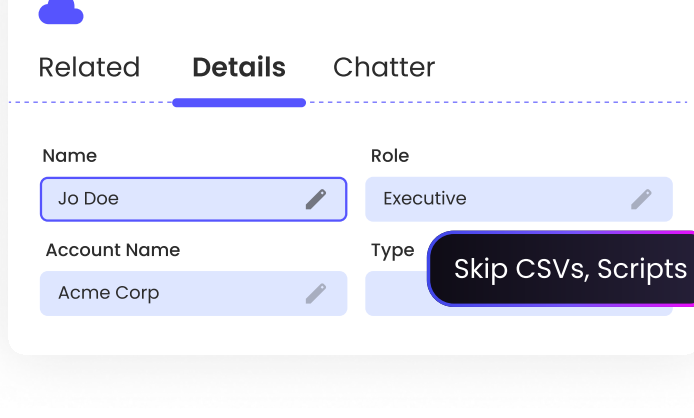 Related Details Chatter
Name
Role
Jo Doe
Executive
Account Name
Type
Acme Corp
Skip CSVs, Scripts